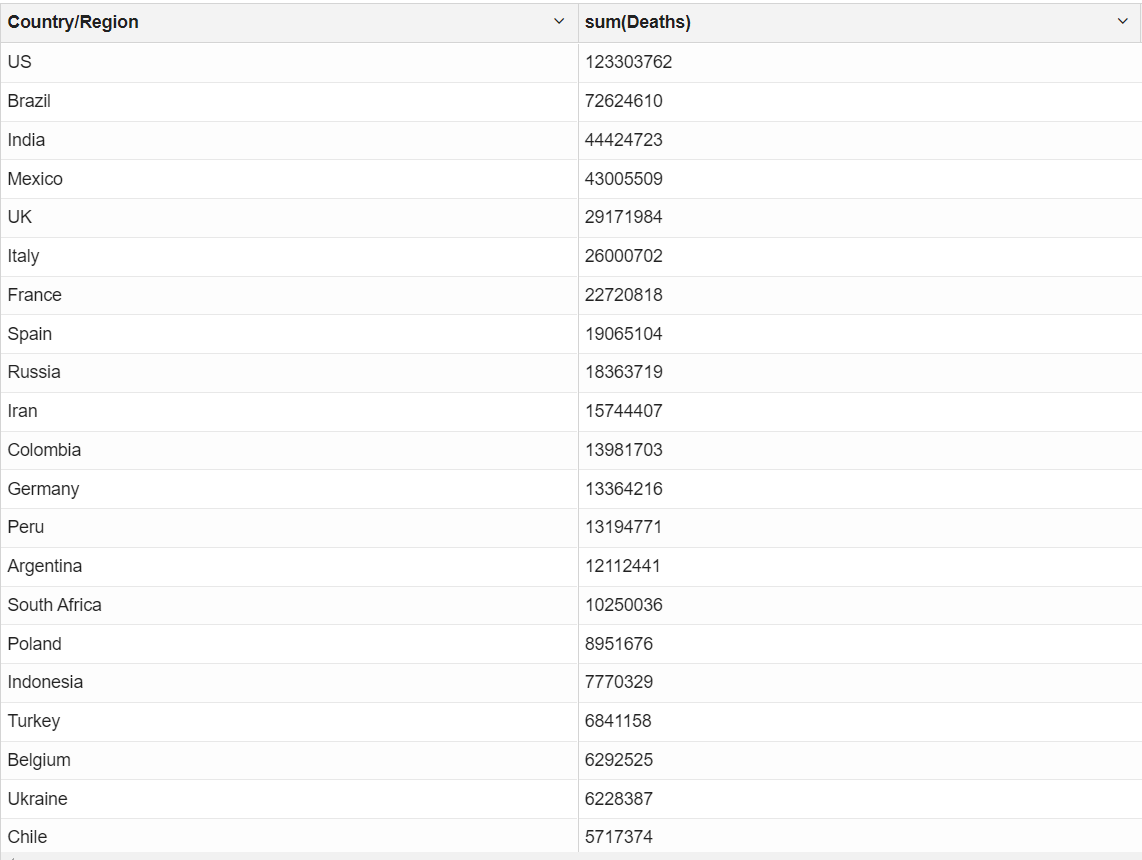 Country/Region sum(Deaths)
US 123303762
Brazil 72624610
India 44424723
Mexico 43005509
UK 29171984
Italy 26000702
France 22720818
Spain 19065104
Russia 18363719
Iran 15744407
Colombia 13981703
Germany 13364216
Peru 13194771
Argentina 12112441
South Africa 10250036
Poland 8951676
Indonesia 7770329
Turkey 6841158
Belgium 6292525
Ukraine 6228387
Chile 5717374